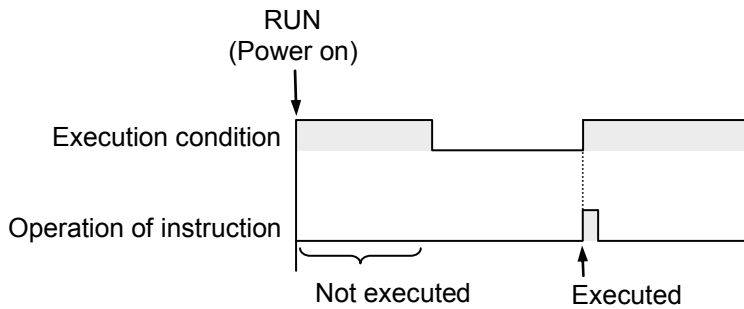 RUN
(Power on)
Execution condition
Operation of instruction
Not executed
Executed